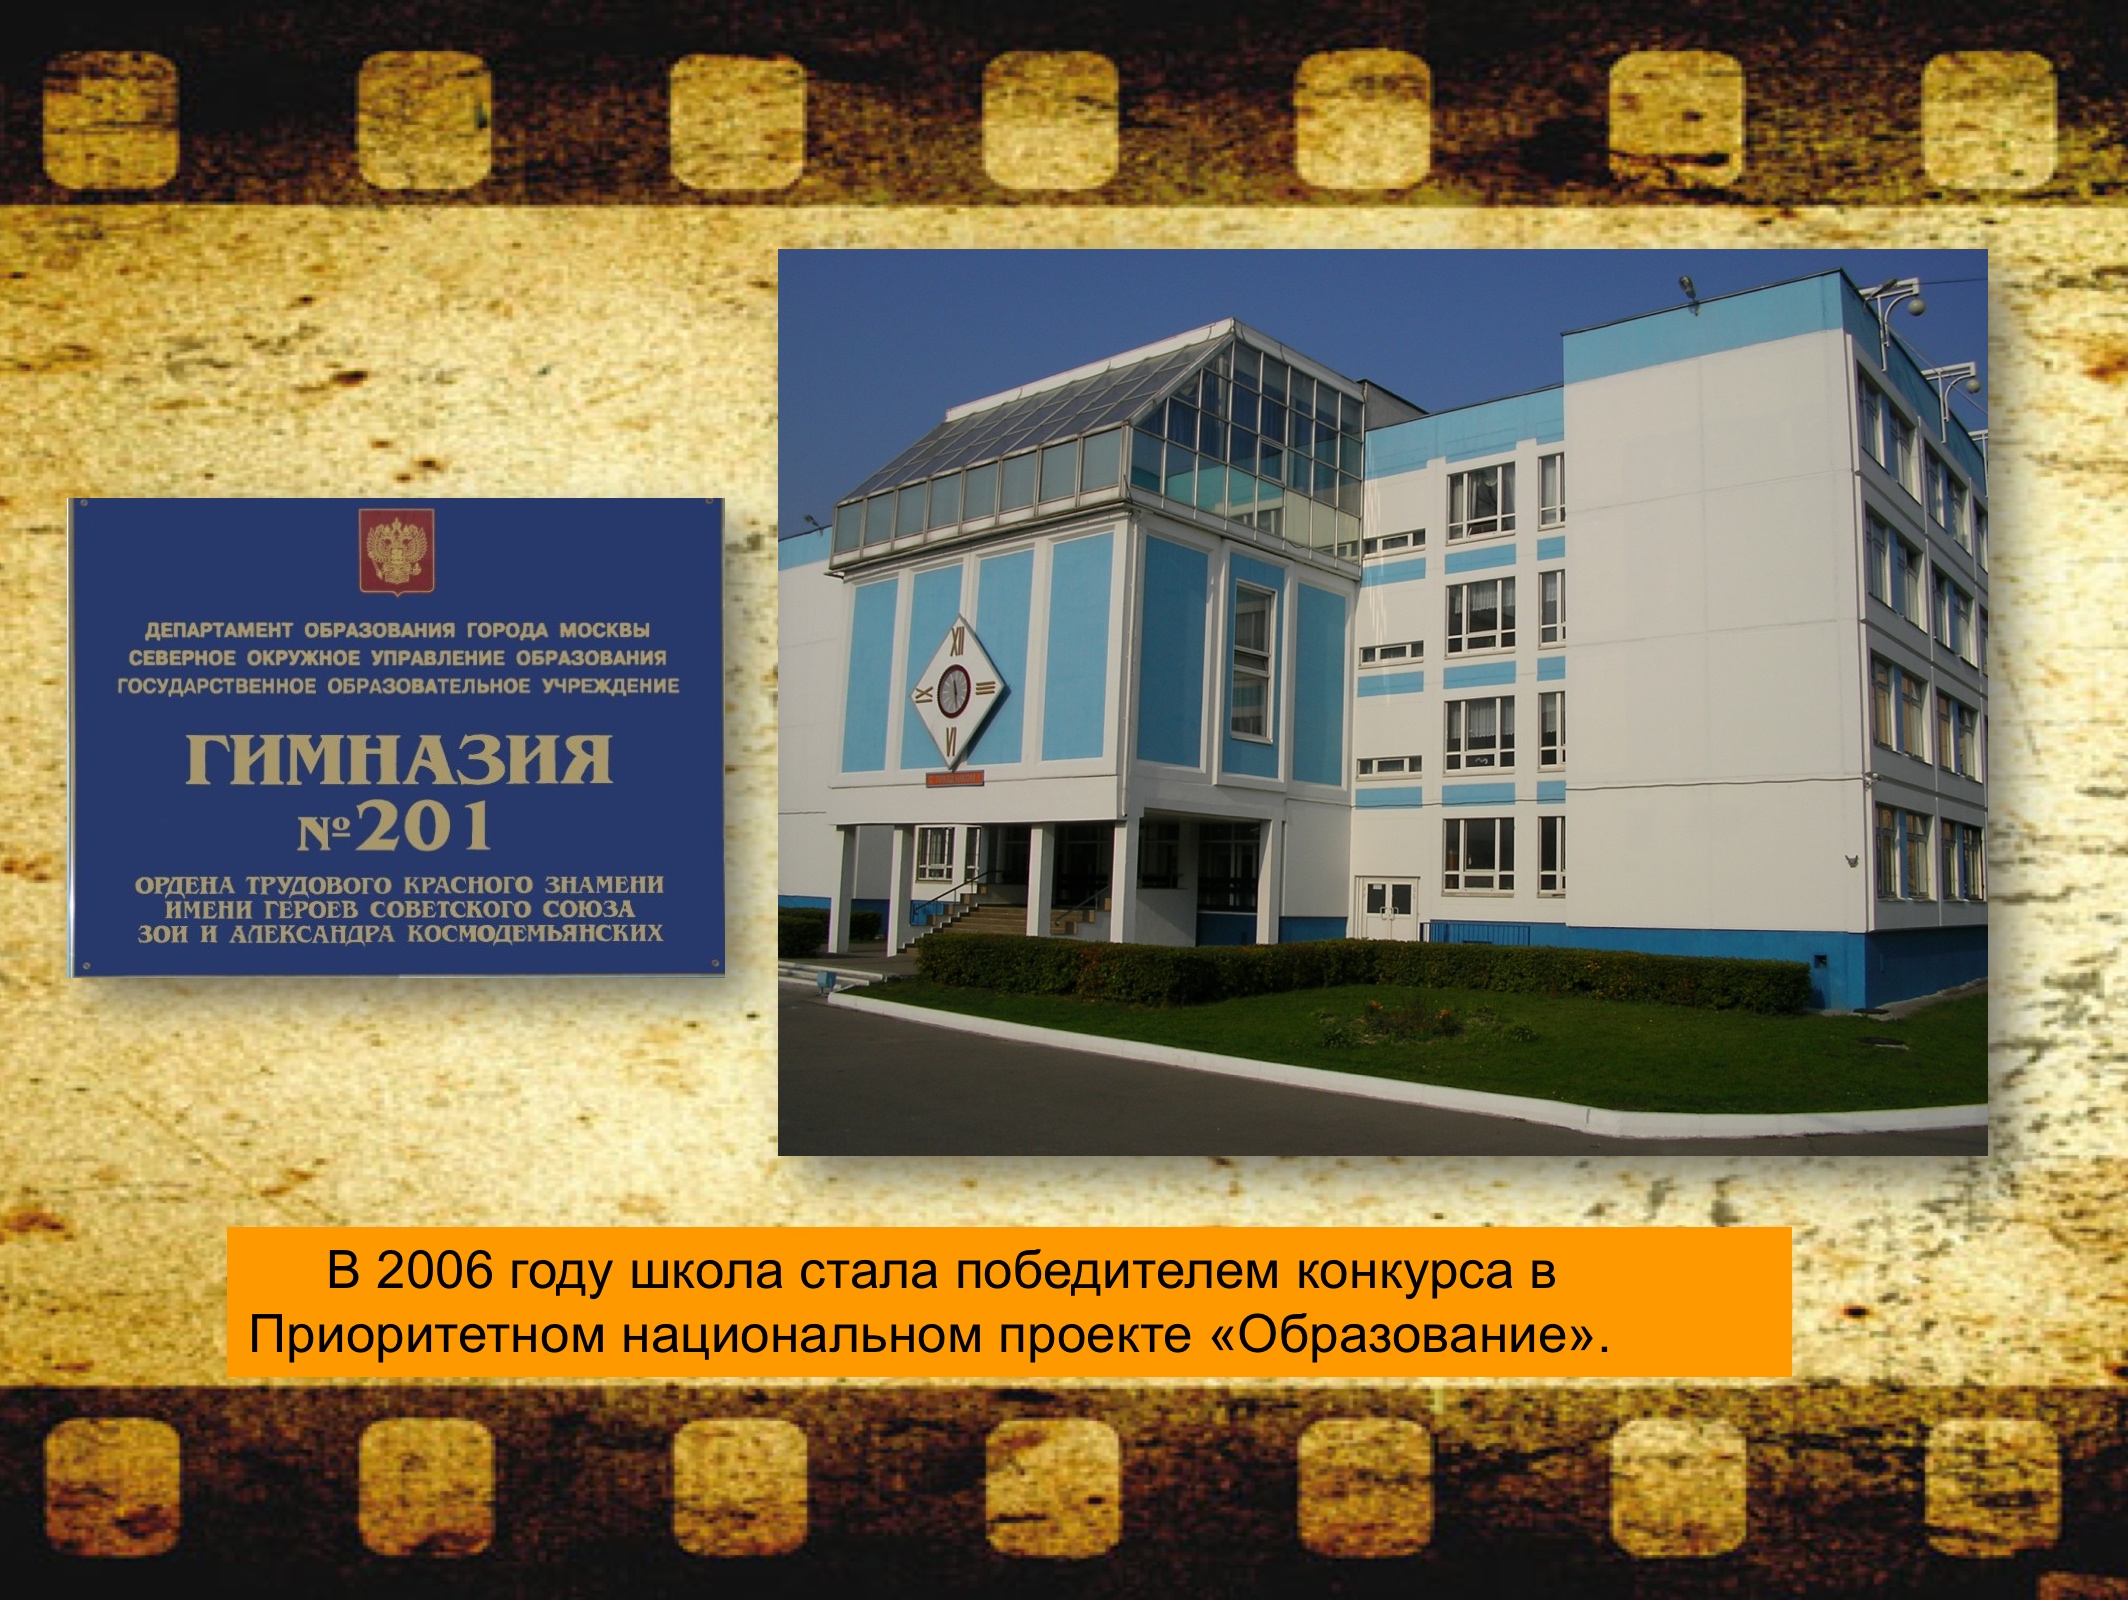 ДЕПАРТАМЕНТ ОБРАЗОВАНИЯ ГОРОДА МОСКВЫ
СЕВЕРНОЕ ОКРУЖНОЕ УПРАВЛЕНИЕ ОБРАЗОВАНИЯ
ГОСУДАРСТВЕННОЕ ОБРАЗОВАТЕЛЬНОЕ УЧРЕЖДЕНИЕ
ГИМНАЗИЯ
№201
ОРДЕНА ТРУДОВОГО КРАСНОГО ЗНАМЕНИ
ИМЕНИ ГЕРОЕВ СОВЕТСКОГО СОЮЗА
ЗОИ И АЛЕКСАНДРА КОСМОДЕМЬЯНСКИХ
XII
IX III
VI
В 2006 году школа стала победителем конкурса в
Приоритетном национальном проекте «Образование».